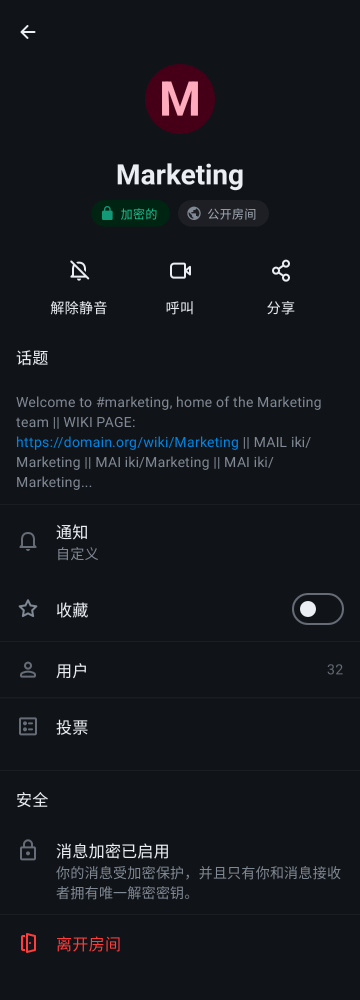 M
Marketing
加密的
公开房间
解除静音
呼叫
分享
话题
Welcome to #marketing, home of the Marketing
team || WIKI PAGE:
https://domain.org/wiki/Marketing || MAIL iki/
Marketing || MAI iki/Marketing || MAI iki/
Marketing...
通知
自定义
收藏
用户
32
投票
安全
消息加密已启用
你的消息受加密保护，并且只有你和消息接收
者拥有唯一解密密钥。
离开房间